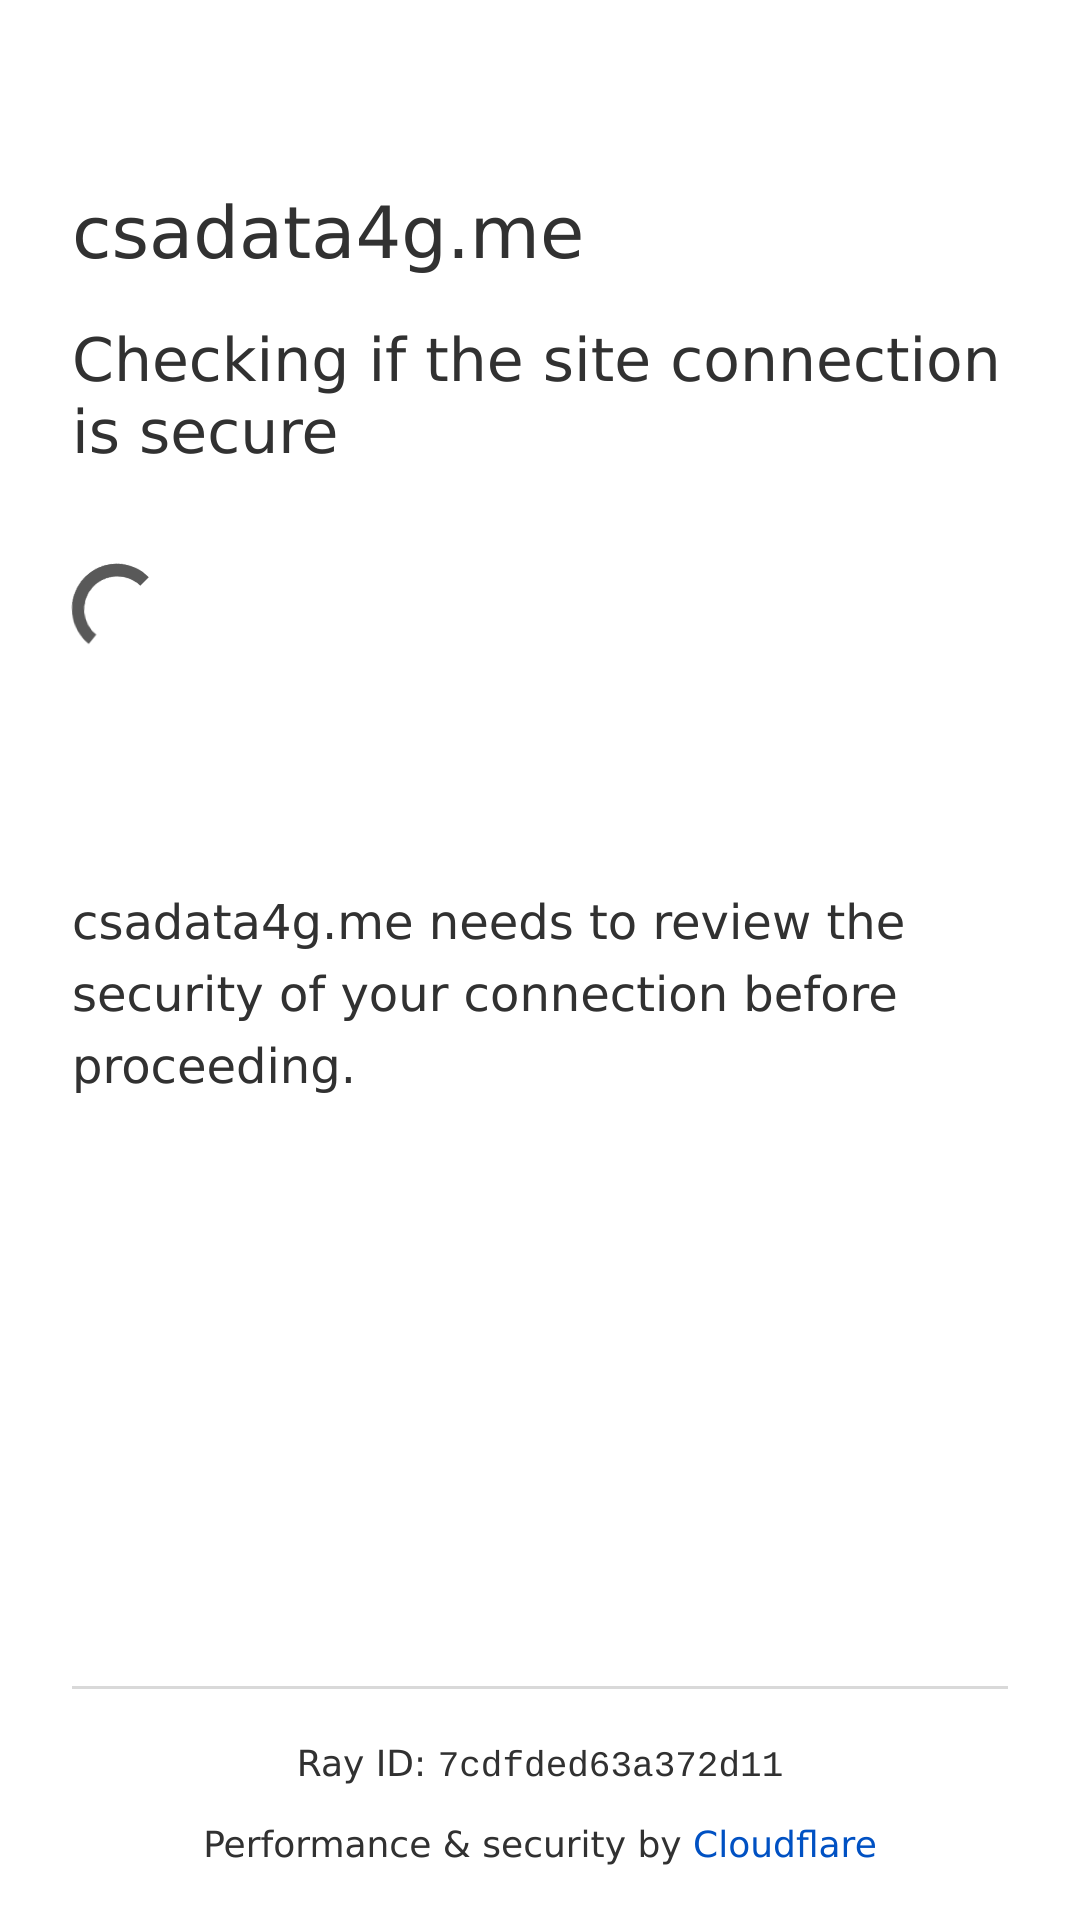 csadata4g.me
Checking if the site connection
is secure
csadata4g.me needs to review the
security of your connection before
proceeding.
Ray ID: 7cdfded63a372d11
Performance & security by Cloudflare